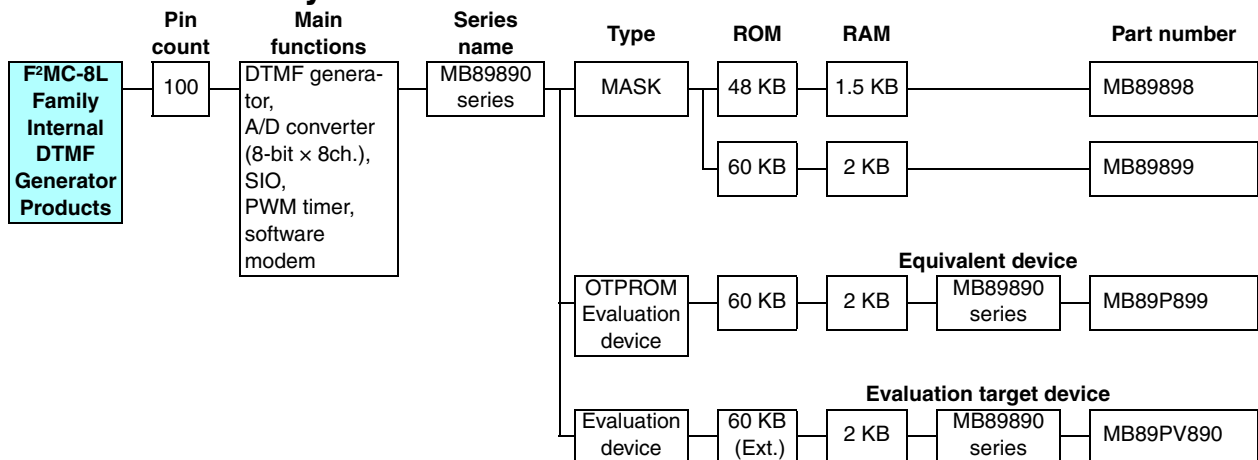 Pin count
Main functions
Series name
Type
ROM
RAM
Part number
F²MC-8L
Family
Internal
DTMF
Generator
Products
100
DTMF genera-
tor,
A/D converter
(8-bit × 8ch.),
SIO,
PWM timer,
software
modem
MB89890
series
MASK
48 KB
1.5 KB
MB89898
60 KB
2 KB
MB89899
Equivalent device
OTPROM
Evaluation
device
60 KB
2 KB
MB89890
series
MB89P899
Evaluation target device
Evaluation
device
60 KB
(Ext.)
2 KB
MB89890
series
MB89PV890